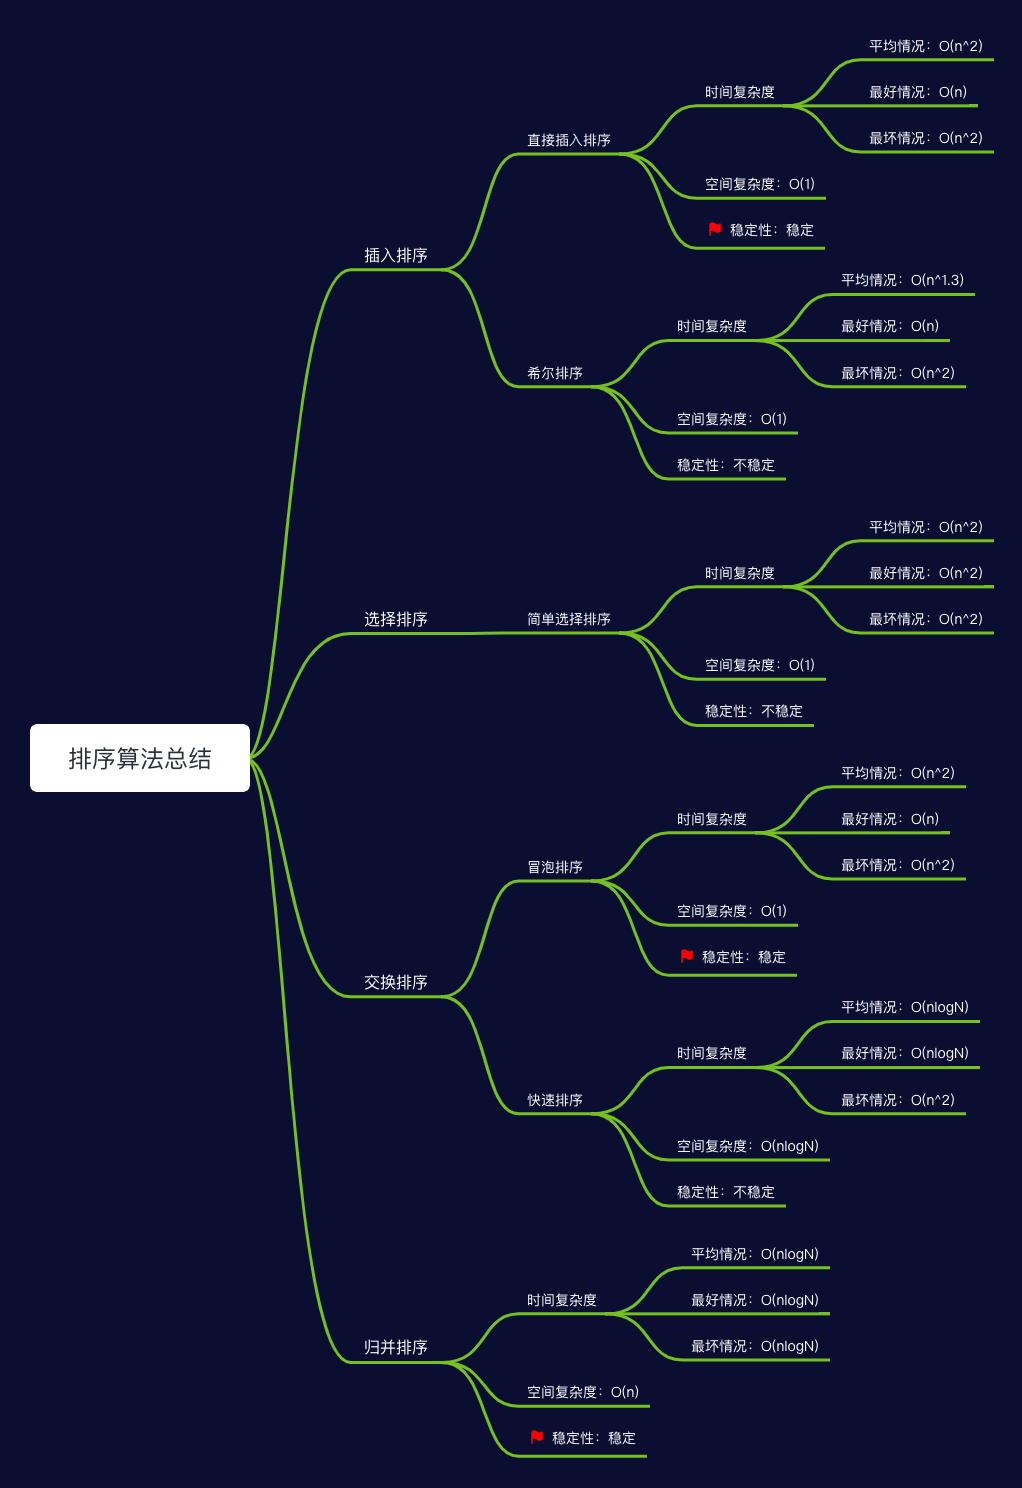 排序算法总结
插入排序
直接插入排序
时间复杂度
平均情况：O(n^2)
最好情况：O(n)
最坏情况：O(n^2)
空间复杂度：O(1)
稳定性：稳定
希尔排序
时间复杂度
平均情况：O(n^1.3)
最好情况：O(n)
最坏情况：O(n^2)
空间复杂度：O(1)
稳定性：不稳定
选择排序
简单选择排序
时间复杂度
平均情况：O(n^2)
最好情况：O(n^2)
最坏情况：O(n^2)
空间复杂度：O(1)
稳定性：不稳定
交换排序
冒泡排序
时间复杂度
平均情况：O(n^2)
最好情况：O(n)
最坏情况：O(n^2)
空间复杂度：O(1)
稳定性：稳定
快速排序
时间复杂度
平均情况：O(nlogN)
最好情况：O(nlogN)
最坏情况：O(n^2)
空间复杂度：O(nlogN)
稳定性：不稳定
归并排序
时间复杂度
平均情况：O(nlogN)
最好情况：O(nlogN)
最坏情况：O(nlogN)
空间复杂度：O(n)
稳定性：稳定